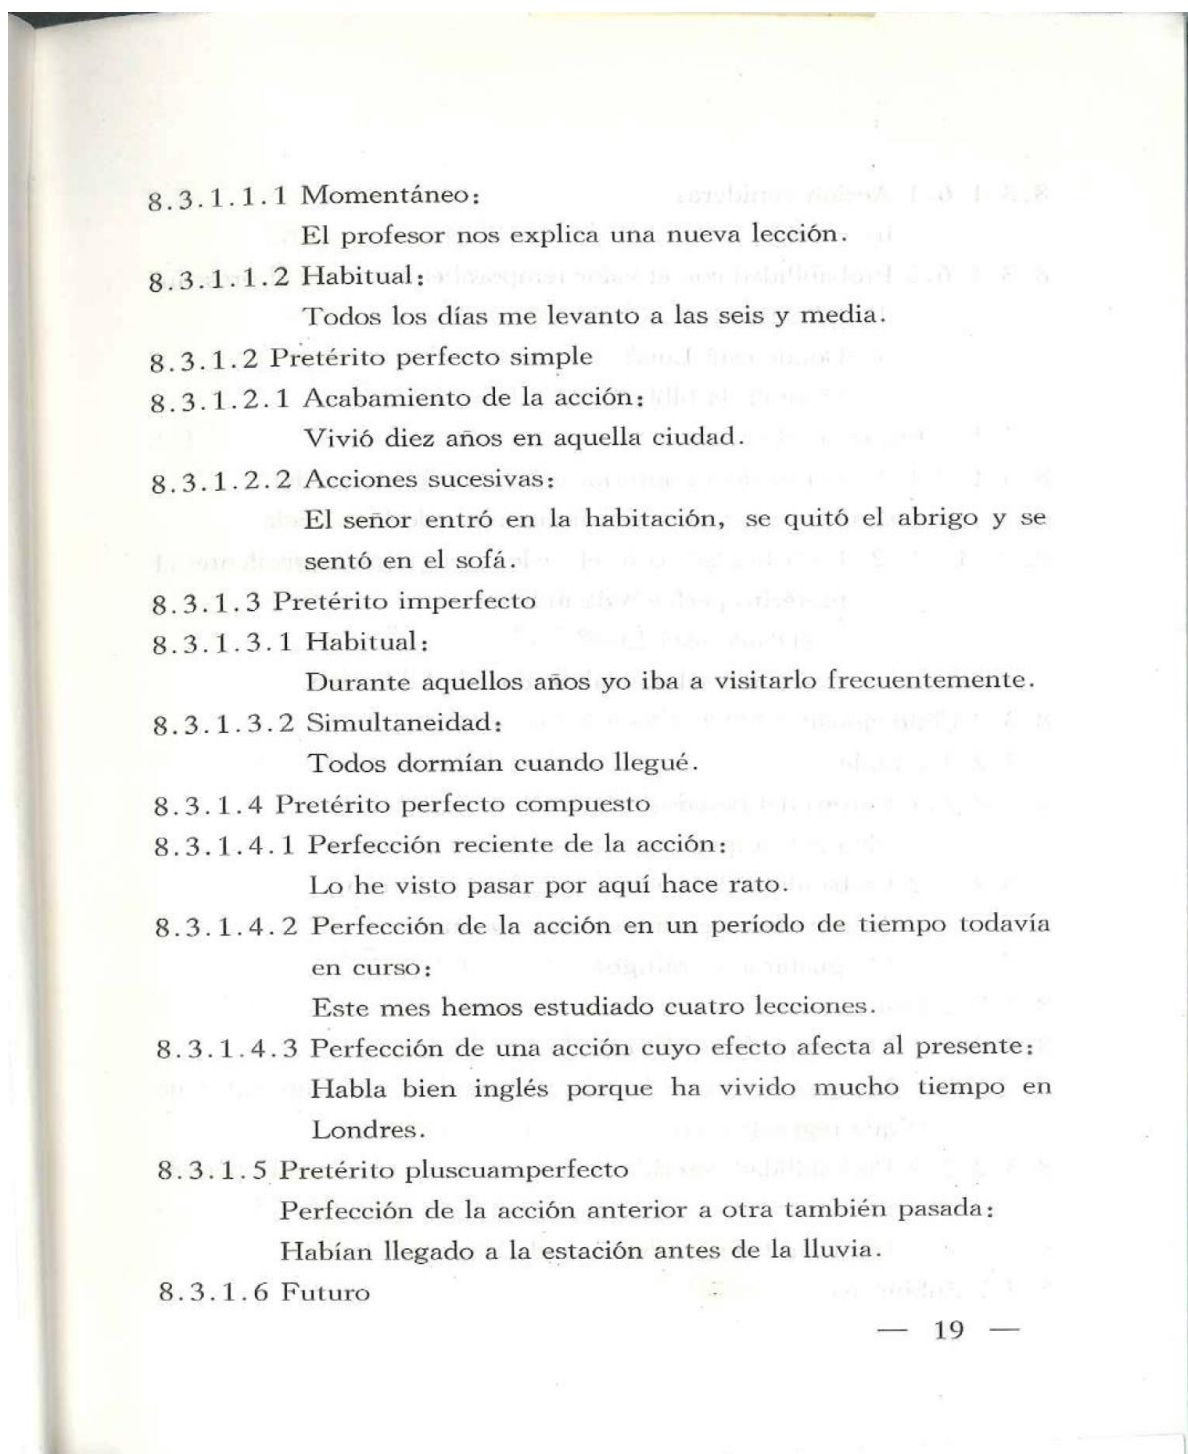 8.3.1.1.1 Momentáneo:
El profesor nos explica una nueva lección.
8.3.1.1.2 Habitual:
Todos los días me levanto a las seis y media.
8.3.1.2 Pretérito perfecto simple
8.3.1.2.1 Acabamiento de la acción:
Vivió diez años en aquella ciudad.
8.3.1.2.2 Acciones sucesivas:
El señor entró en la habitación, se quitó el abrigo y se
sentó en el sofá.
8.3.1.3 Pretérito imperfecto
8.3.1.3.1 Habitual:
Durante aquellos años yo iba a visitarlo frecuentemente.
8.3.1.3.2 Simultaneidad:
Todos dormían cuando llegué.
8.3.1.4 Pretérito perfecto compuesto
8.3.1.4.1 Perfección reciente de la acción:
Lo he visto pasar por aquí hace rato.
8.3.1.4.2 Perfección de la acción en un período de tiempo todavía
en curso:
Este mes hemos estudiado cuatro lecciones.
8.3.1.4.3 Perfección de una acción cuyo efecto afecta al presente:
Habla bien inglés porque ha vivido mucho tiempo en
Londres.
8.3.1.5 Pretérito pluscuamperfecto
Perfección de la acción anterior a otra también pasada:
Habían llegado a la estación antes de la lluvia.
8.3.1.6 Futuro
— 19 —